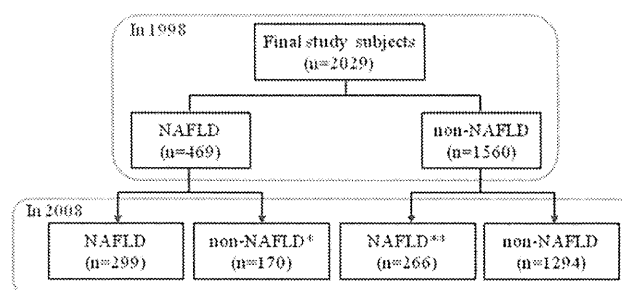 In 1998
Final study subjects
(n=2029)
NAFLD
(n=469)
non-NAFLD
(n=1560)
In 2008
NAFLD
(n=299)
non-NAFLD*
(n=170)
NAFLD**
(n=266)
non-NAFLD
(n=1294)